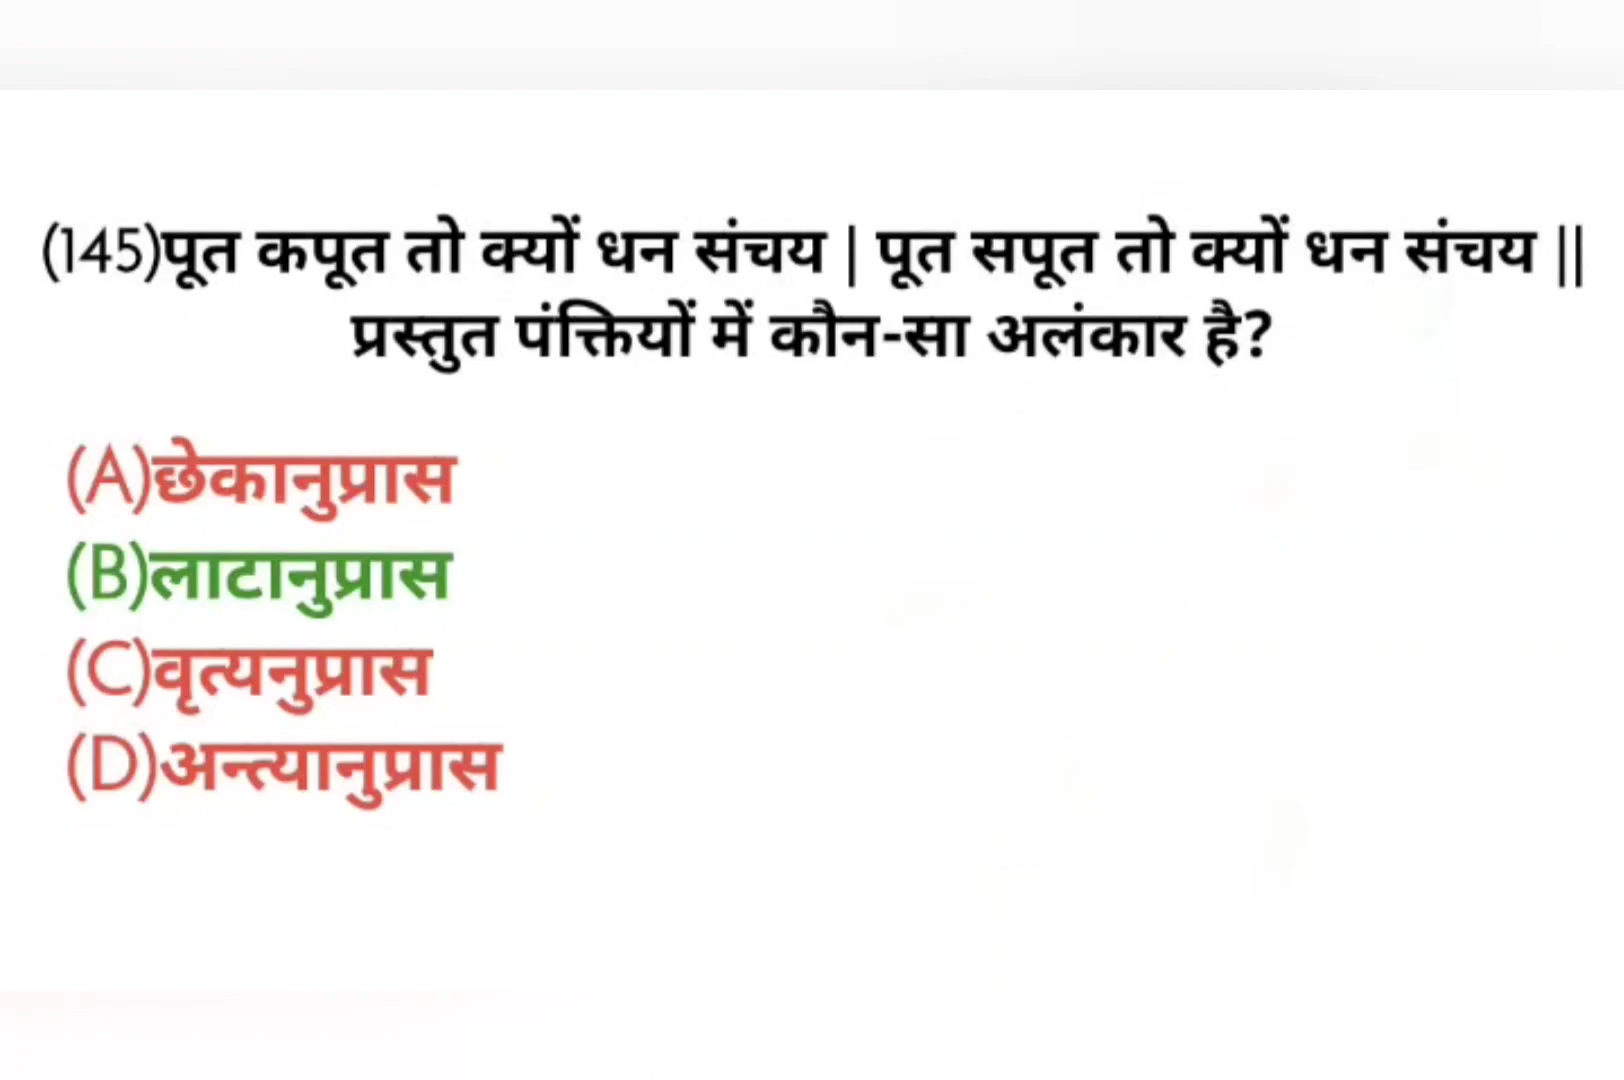 (145)पूत कपूत तो क्यों धन संचय | पूत सपूत तो क्यों धन संचय ||
प्रस्तुत पंक्तियों में कौन-सा अलंकार है?
(A)छेकानुप्रास
(B)लाटानुप्रास
(C)वृत्यनुप्रास
(D)अन्त्यानुप्रास